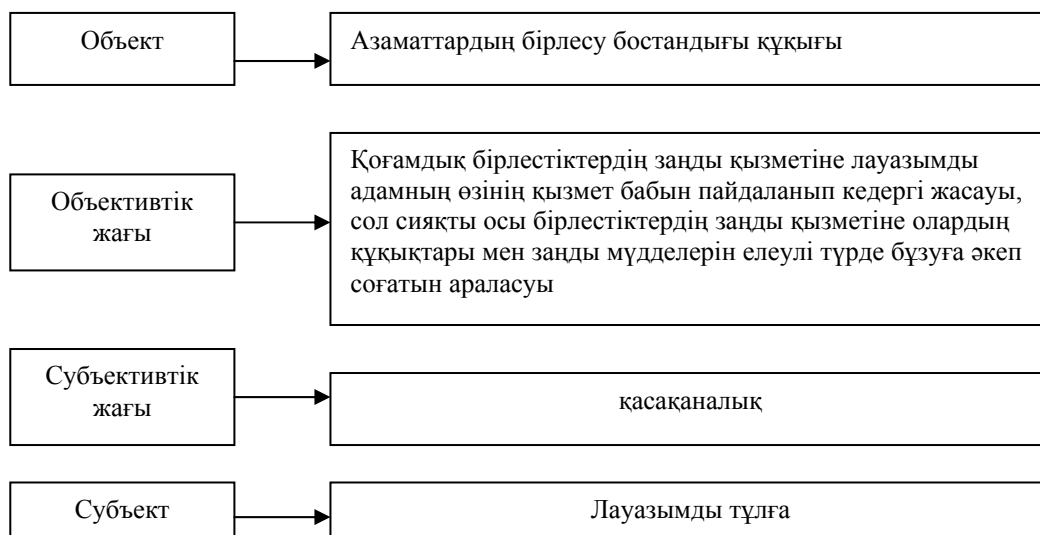 Объект
Азаматтардың бірлесу бостандығы құқығы
Объективтік
жағы
Қоғамдық бірлестіктердің заңды қызметіне лауазымды
адамның өзінің қызмет бабын пайдаланып кедергі жасауы,
сол сияқты осы бірлестіктердің заңды қызметіне олардың
құқықтары мен заңды мүдделерін елеулі түрде бұзуға әкеп
соғатын араласуы
Субъективтік
жағы
қасақаналық
Субъект
Лауазымды тұлға